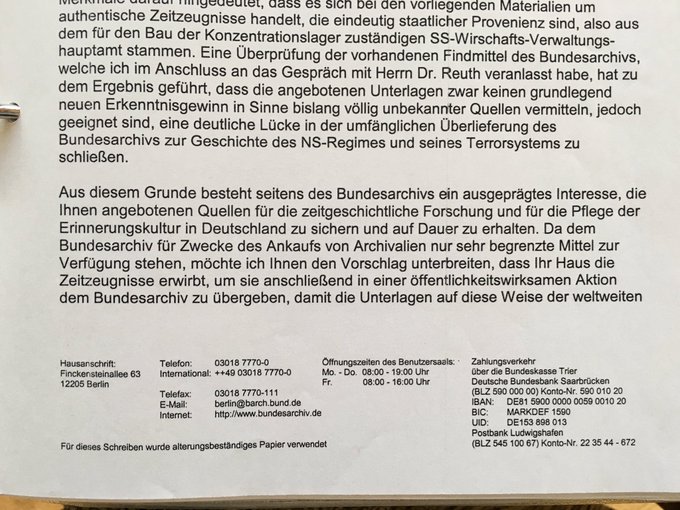 Merkmale darauf hingedeutet, dass es sich bei den vorliegenden Materialien um
authentische Zeitzeugnisse handelt, die eindeutig staatlicher Provenienz sind, also aus
dem für den Bau der Konzentrationslager zuständigen SS-Wirschafts-Verwaltungs-
hauptamt stammen. Eine Überprüfung der vorhandenen Findmittel des Bundesarchivs,
welche ich im Anschluss an das Gespräch mit Herrn Dr. Reuth veranlasst habe, hat zu
dem Ergebnis geführt, dass die angebotenen Unterlagen zwar keinen grundlegend
neuen Erkenntnisgewinn in Sinne bislang völlig unbekannter Quellen vermitteln, jedoch
geeignet sind, eine deutliche Lücke in der umfänglichen Überlieferung des
Bundesarchivs zur Geschichte des NS-Regimes und seines Terrorsystems zu
schließen.
Aus diesem Grunde besteht seitens des Bundesarchivs ein ausgeprägtes Interesse, die
Ihnen angebotenen Quellen für die zeitgeschichtliche Forschung und für die Pflege der
Erinnerungskultur in Deutschland zu sichern und auf Dauer zu erhalten. Da dem
Bundesarchiv für Zwecke des Ankaufs von Archivalien nur sehr begrenzte Mittel zur
Verfügung stehen, möchte ich Ihnen den Vorschlag unterbreiten, dass Ihr Haus die
Zeitzeugnisse erwirbt, um sie anschließend in einer öffentlichkeitswirksamen Aktion
dem Bundesarchiv zu übergeben, damit die Unterlagen auf diese Weise der weltweiten
Hausanschrift:
Finckensteinallee 63
12205 Berlin
Telefon: 03018 7770-0
International: ++49 03018 7770-0
Telefax: 03018 7770-111
E-Mail: berlin@barch.bund.de
Internet: http://www.bundesarchiv.de
Öffnungszeiten des Benutzersaals:
Mo. - Do. 08:00 - 19:00 Uhr
Fr. 08:00 - 16:00 Uhr
Zahlungsverkehr
über die Bundeskasse Trier
Deutsche Bundesbank Saarbrücken
(BLZ 590 000 00) Konto-Nr. 590 010 20
IBAN: DE81 5900 0000 0059 0010 20
BIC: MARKDEF 1590
UID: DE153 898 013
Postbank Ludwigshafen
(BLZ 545 100 67) Konto-Nr. 22 35 44 - 672
Für dieses Schreiben wurde alterungsbeständiges Papier verwendet